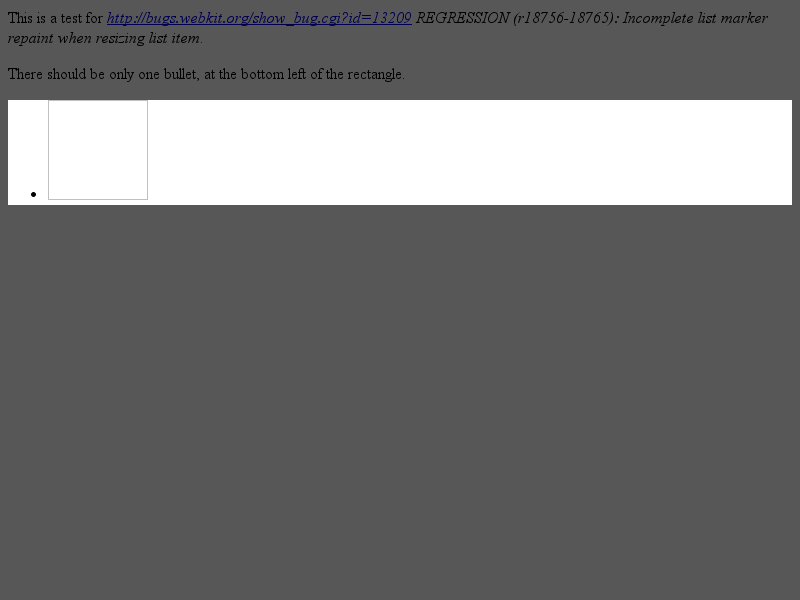 This is a test for http://bugs.webkit.org/show_bug.cgi?id=13209 REGRESSION (r18756-18765): Incomplete list marker
repaint when resizing list item.
There should be only one bullet, at the bottom left of the rectangle.